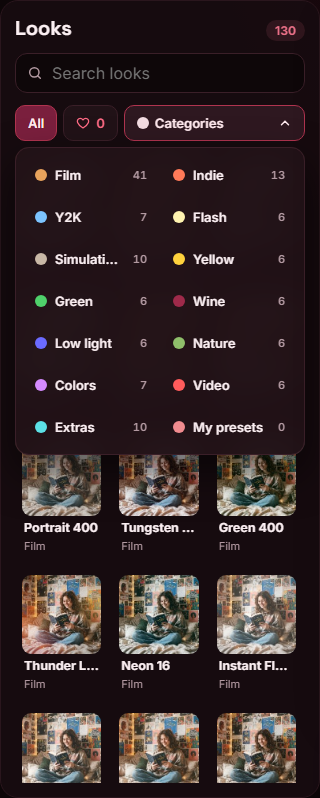 Looks 130
Search looks
All 0 Categories
Film 41 Indie 13
Y2K 7 Flash 6
Simulati... 10 Yellow 6
Green 6 Wine 6
Low light 6 Nature 6
Colors 7 Video 6
Extras 10 My presets 0
Portrait 400 Tungsten ... Green 400
Film Film Film
Thunder L... Neon 16 Instant Fl...
Film Film Film